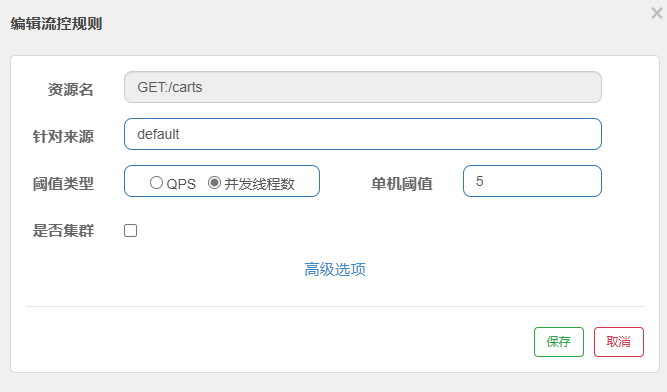 编辑流控规则
×
资源名 GET:/carts
针对来源 default
阈值类型 QPS 并发线程数 单机阈值 5
是否集群
高级选项
保存 取消